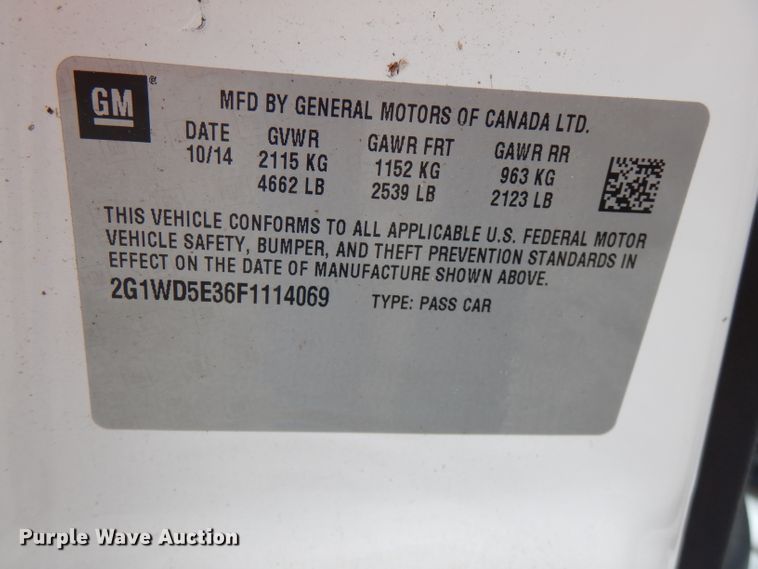 GM ®
MFD BY GENERAL MOTORS OF CANADA LTD.
DATE GVWR GAWR FRT GAWR RR
10/14 2115 KG 1152 KG 963 KG
4662 LB 2539 LB 2123 LB
THIS VEHICLE CONFORMS TO ALL APPLICABLE U.S. FEDERAL MOTOR
VEHICLE SAFETY, BUMPER, AND THEFT PREVENTION STANDARDS IN
EFFECT ON THE DATE OF MANUFACTURE SHOWN ABOVE.
2G1WD5E36F1114069 TYPE: PASS CAR
Purple Wave Auction